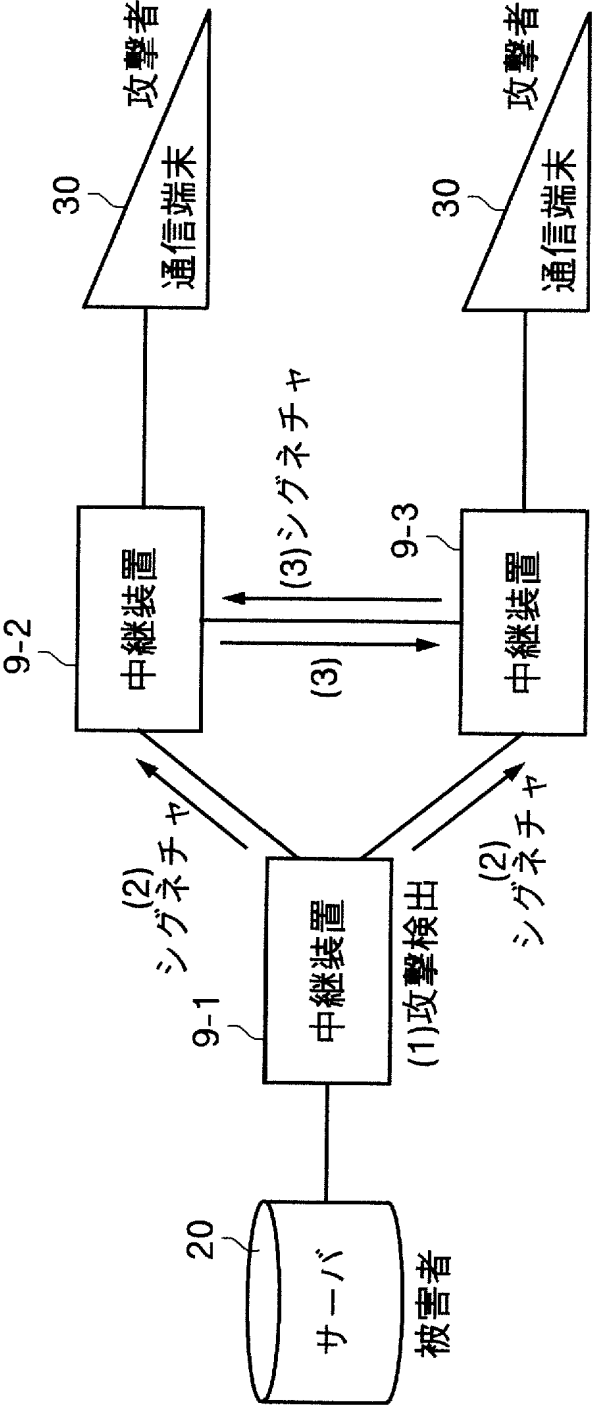 攻撃者
30
通信端末
9-2
中継装置
(3)シグネチャ
(3)
(2)
シグネチャ
9-1
中継装置
(1)攻撃検出
20
サーバ
被害者
攻撃者
30
通信端末
9-3
中継装置
(2)
シグネチャ